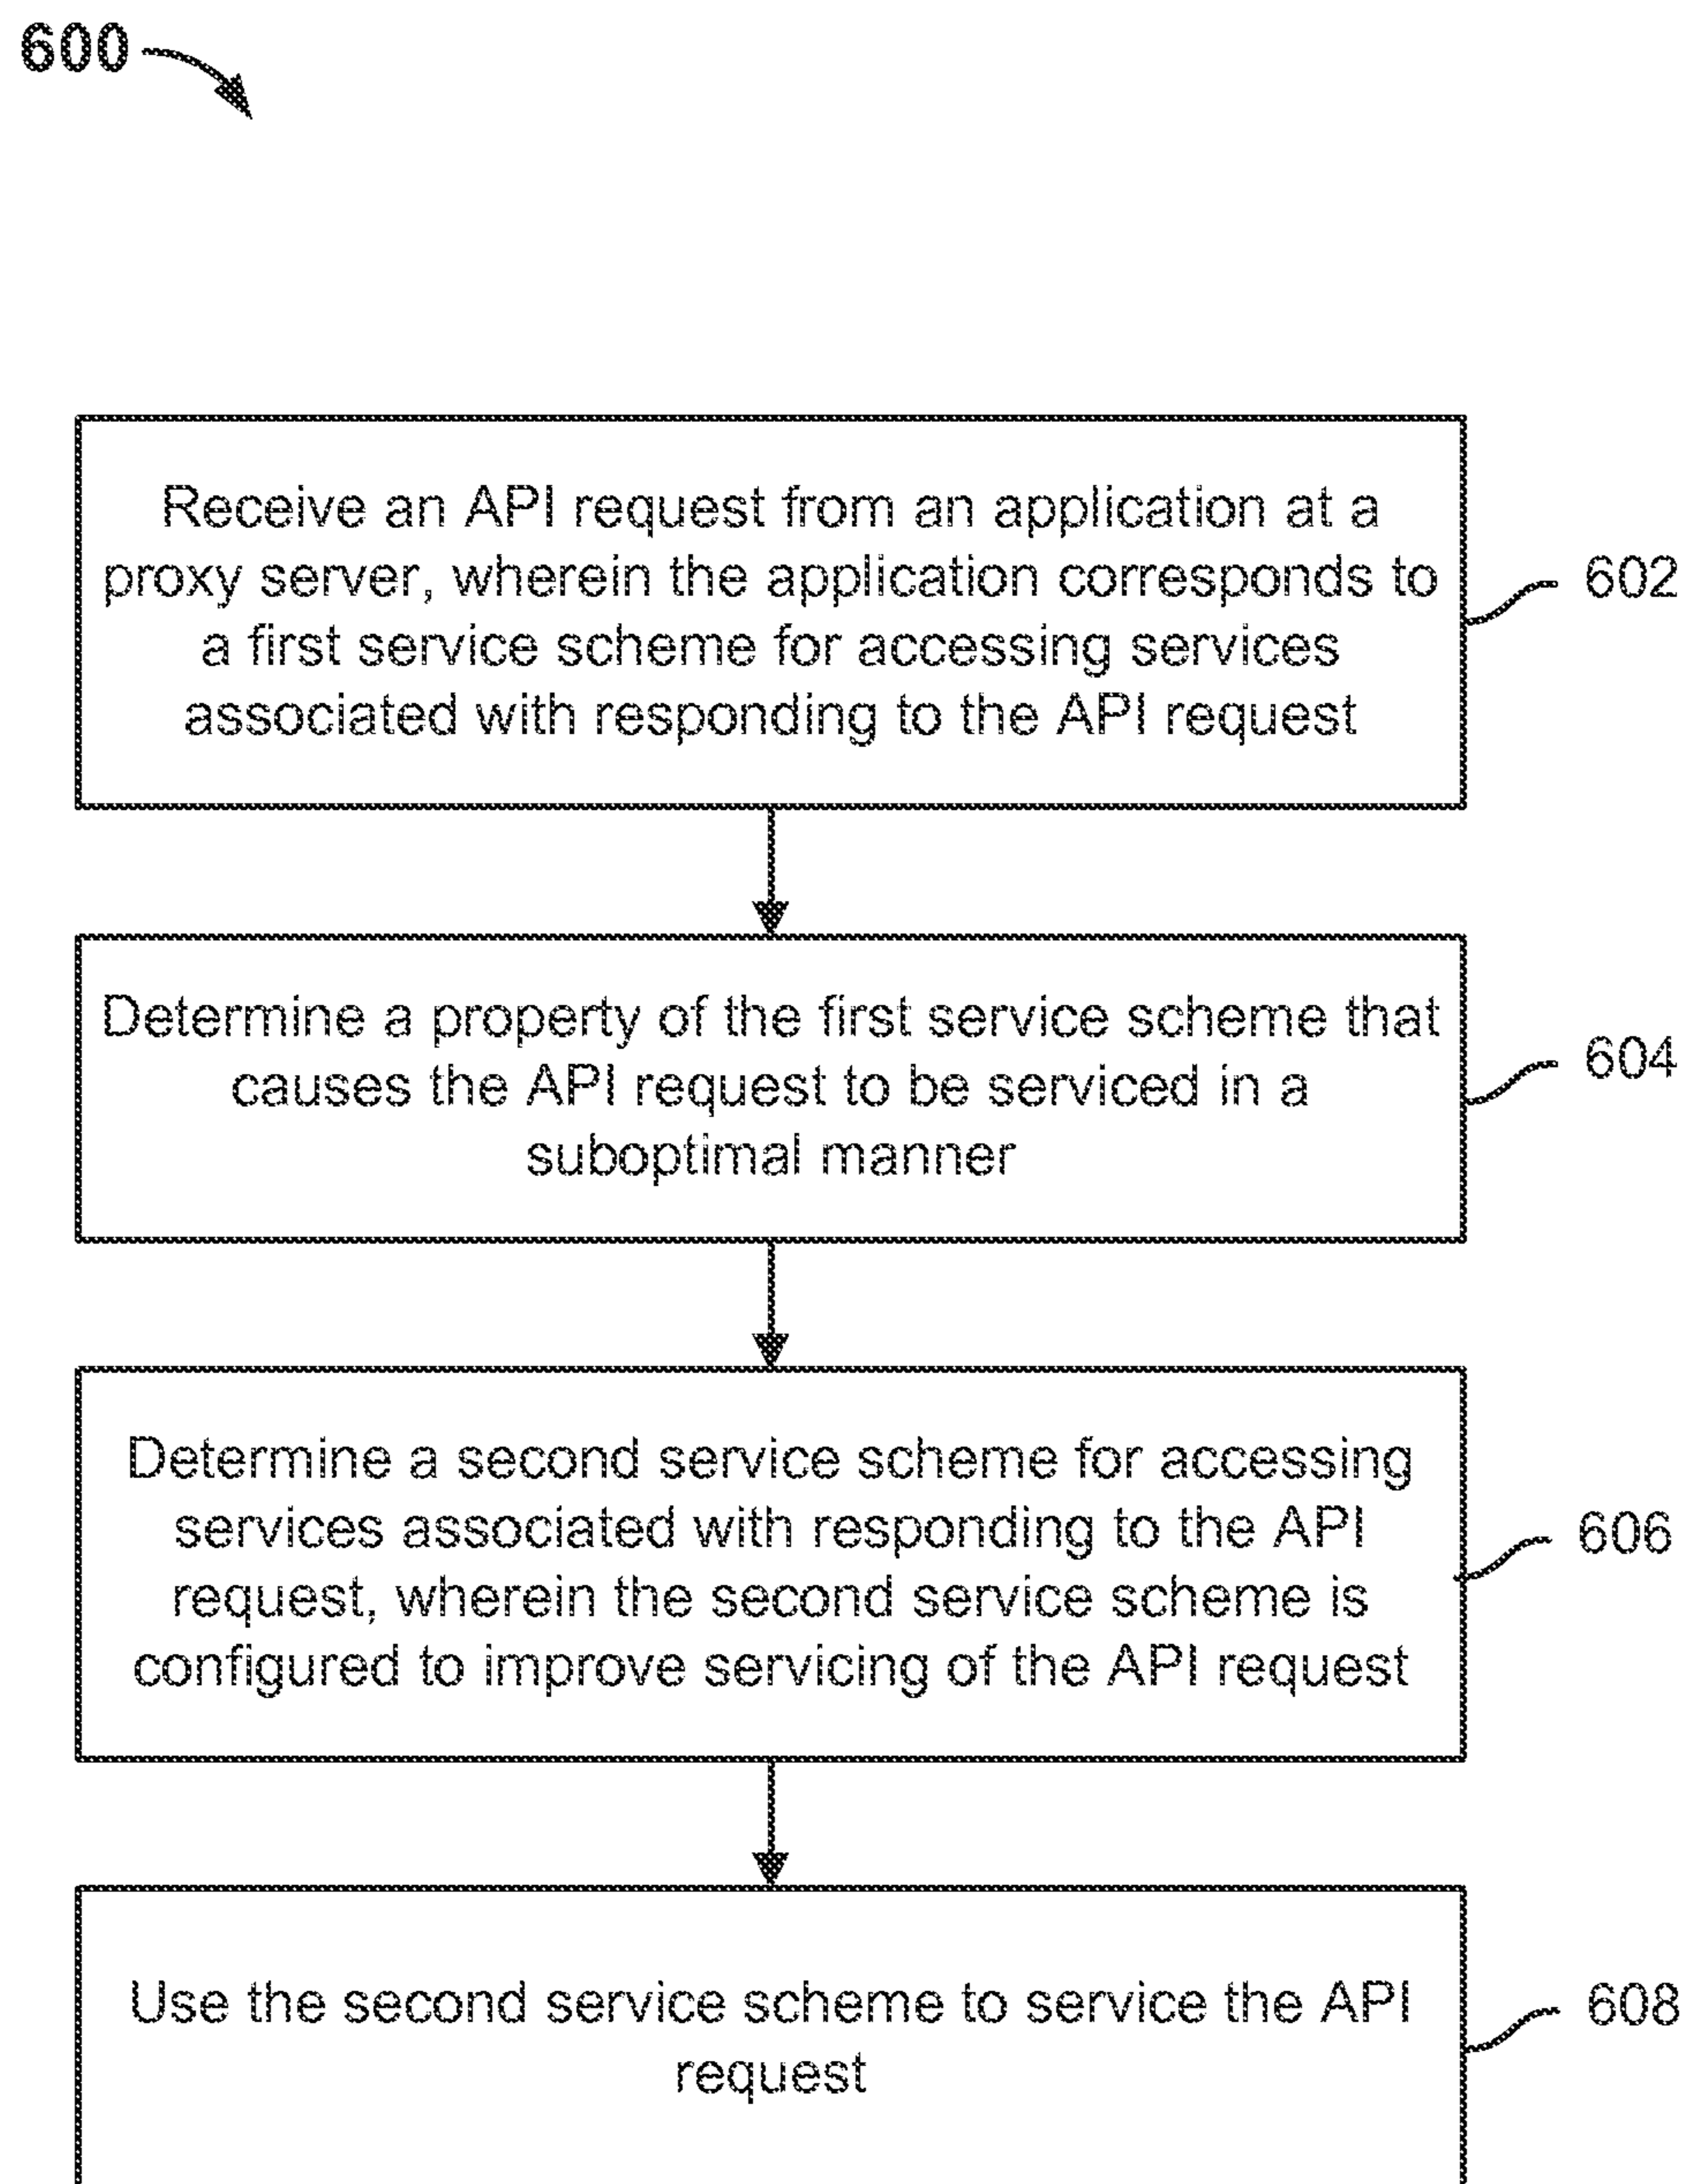 600
Receive an API request from an application at a
proxy server, wherein the application corresponds to
a first service scheme for accessing services
associated with responding to the API request
602
Determine a property of the first service scheme that
causes the API request to be serviced in a
suboptimal manner
604
Determine a second service scheme for accessing
services associated with responding to the API
request, wherein the second service scheme is
configured to improve servicing of the API request
606
Use the second service scheme to service the API
request
608